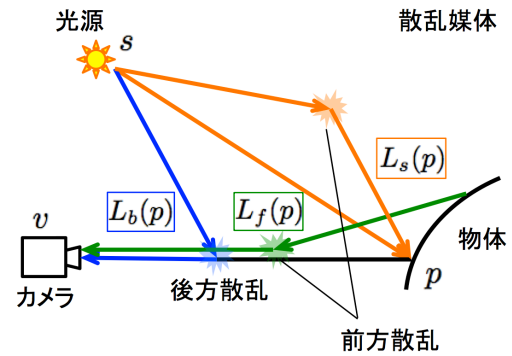 光源
s
散乱媒体
L_s(p)
L_b(p)
L_f(p)
v
物体
カメラ
後方散乱
p
前方散乱